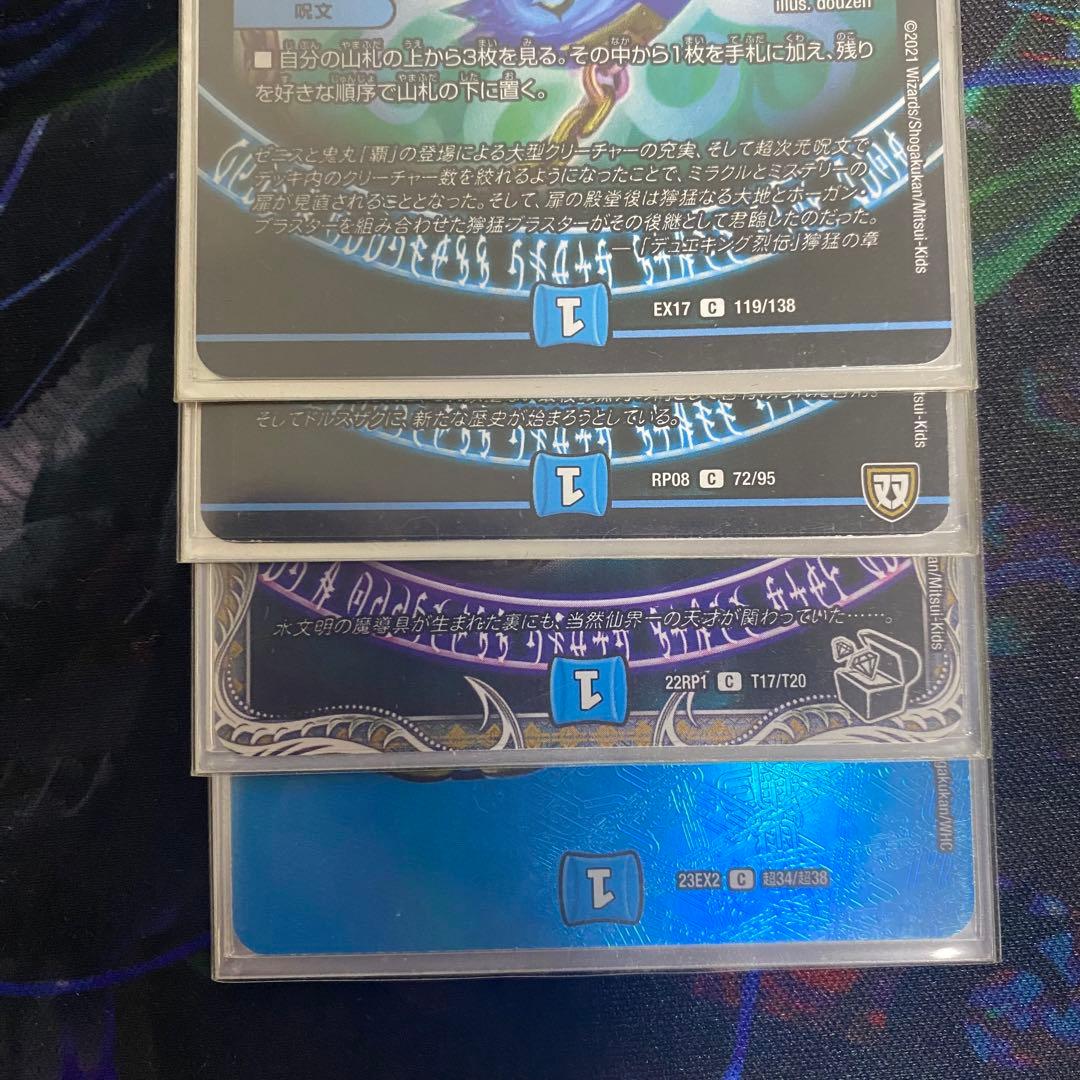 呪文
illus. douzen
■自分の山札の上から3枚を見る。その中から1枚を手札に加え、残り
を好きな順序で山札の下に置く。
ゼニスと鬼丸「覇」の登場による大型クリーチャーの充実、そして超次元呪文で
デッキ内のクリーチャー数を絞れるようになったことで、ミラクルとミステリーの
扉が見直されることとなった。そして、扉の殿堂後は獰猛なる大地とホーガン・
ブラスターを組み合わせた獰猛ブラスターがその後継として君臨したのだった。
―「デュエキング烈伝」獰猛の章
©2021 Wizards/Shogakukan/Mitsui-Kids
1
EX17 C 119/138
そしてドルスザクに、新たな歴史が始まろうとしている。
Mitsui-Kids
1
RP08 C 72/95
水文明の魔導具が生まれた裏にも、当然仙界一の天才が関わっていた……。
an/Mitsui-Kids
1
22RP1 C T17/T20
gakukan/WHC
1
23EX2 C 超34/超38